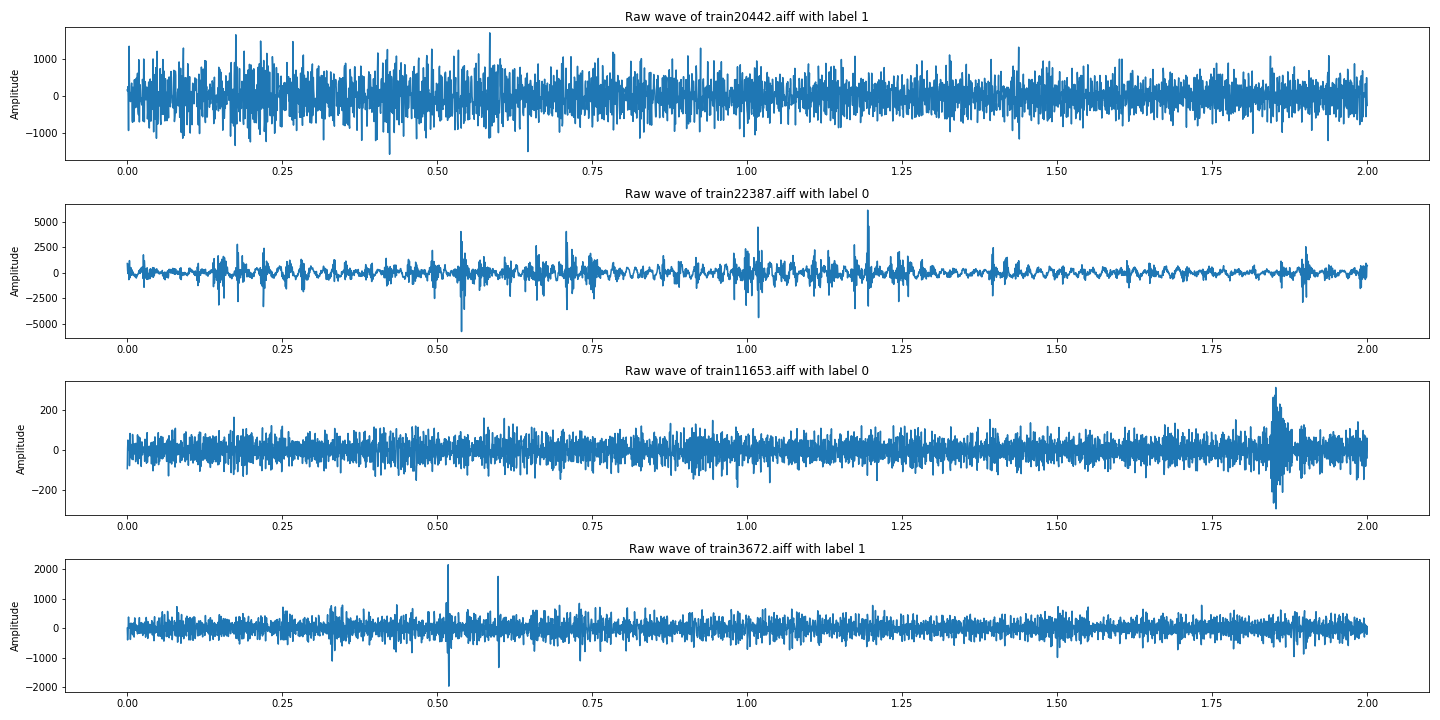 Raw wave of train20442.aiff with label 1
Amplitude
1000
0
−1000
0.00 0.25 0.50 0.75 1.00 1.25 1.50 1.75 2.00
Raw wave of train22387.aiff with label 0
Amplitude
5000
2500
0
−2500
−5000
0.00 0.25 0.50 0.75 1.00 1.25 1.50 1.75 2.00
Raw wave of train11653.aiff with label 0
Amplitude
200
0
−200
0.00 0.25 0.50 0.75 1.00 1.25 1.50 1.75 2.00
Raw wave of train3672.aiff with label 1
Amplitude
2000
1000
0
−1000
−2000
0.00 0.25 0.50 0.75 1.00 1.25 1.50 1.75 2.00